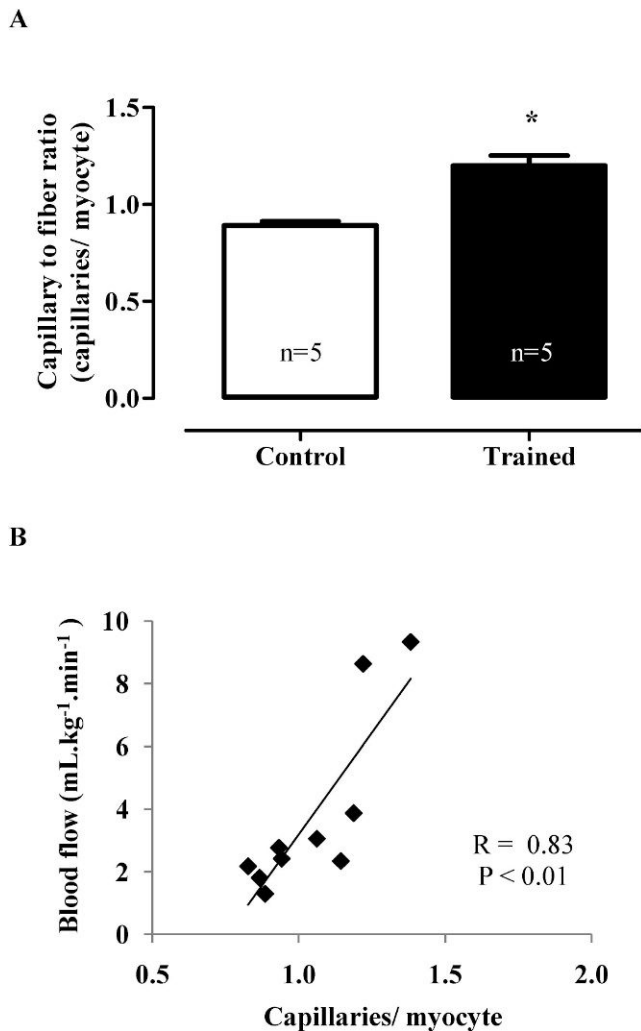 A
Capillary to fiber ratio
(capillaries/ myocyte)
1.5
1.0
0.5
0.0
*
n=5
n=5
Control
Trained
B
Blood flow (mL.kg⁻¹.min⁻¹)
10
8
6
4
2
0
R = 0.83
P < 0.01
0.5
1.0
1.5
2.0
Capillaries/ myocyte